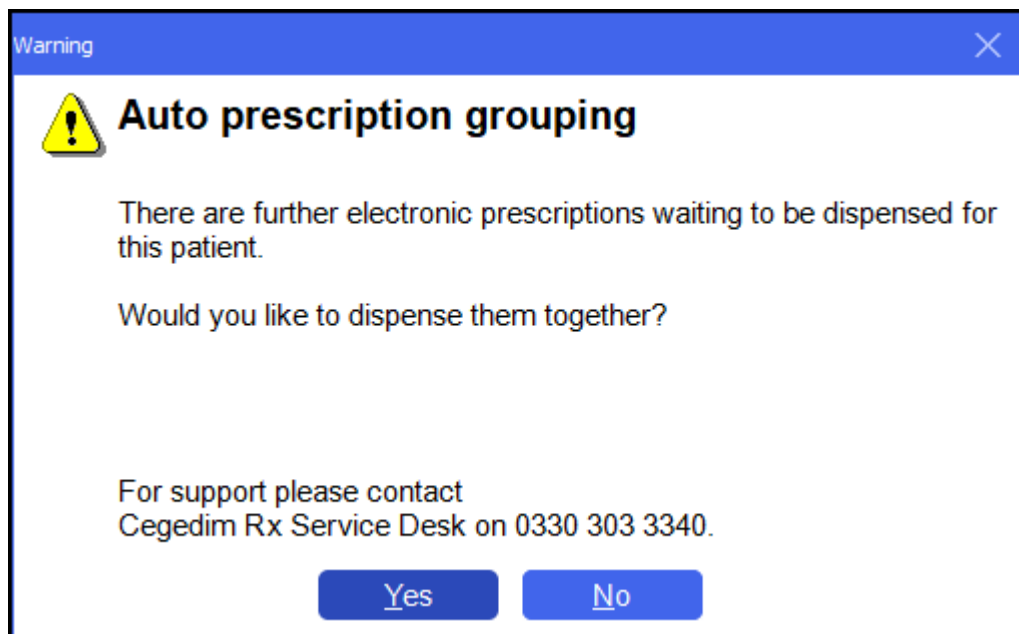 Warning
Auto prescription grouping
There are further electronic prescriptions waiting to be dispensed for
this patient.
Would you like to dispense them together?
For support please contact
Cegedim Rx Service Desk on 0330 303 3340.
Yes No